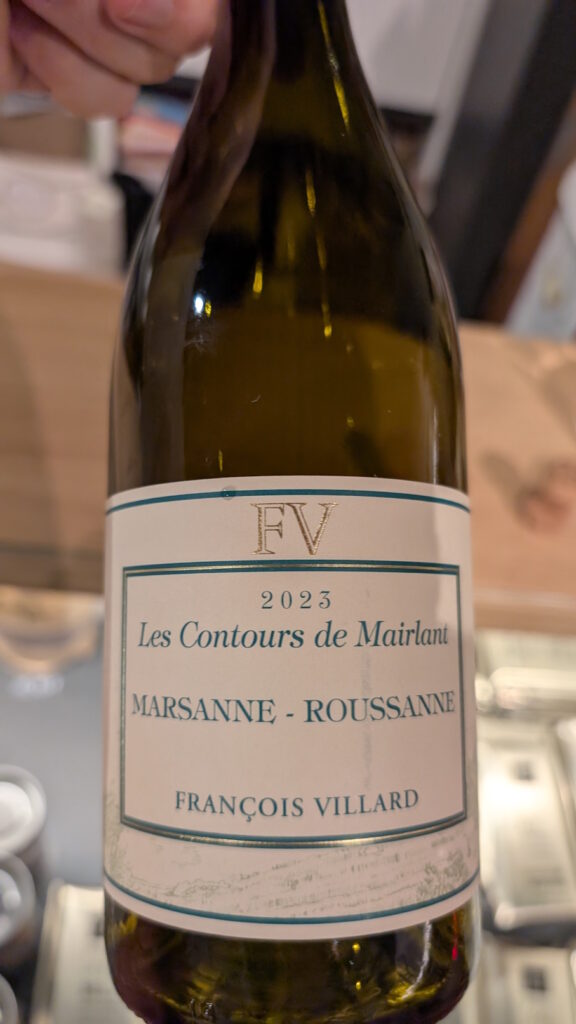 FV
2023
Les Contours de Mairlant
MARSANNE - ROUSSANNE
FRANÇOIS VILLARD